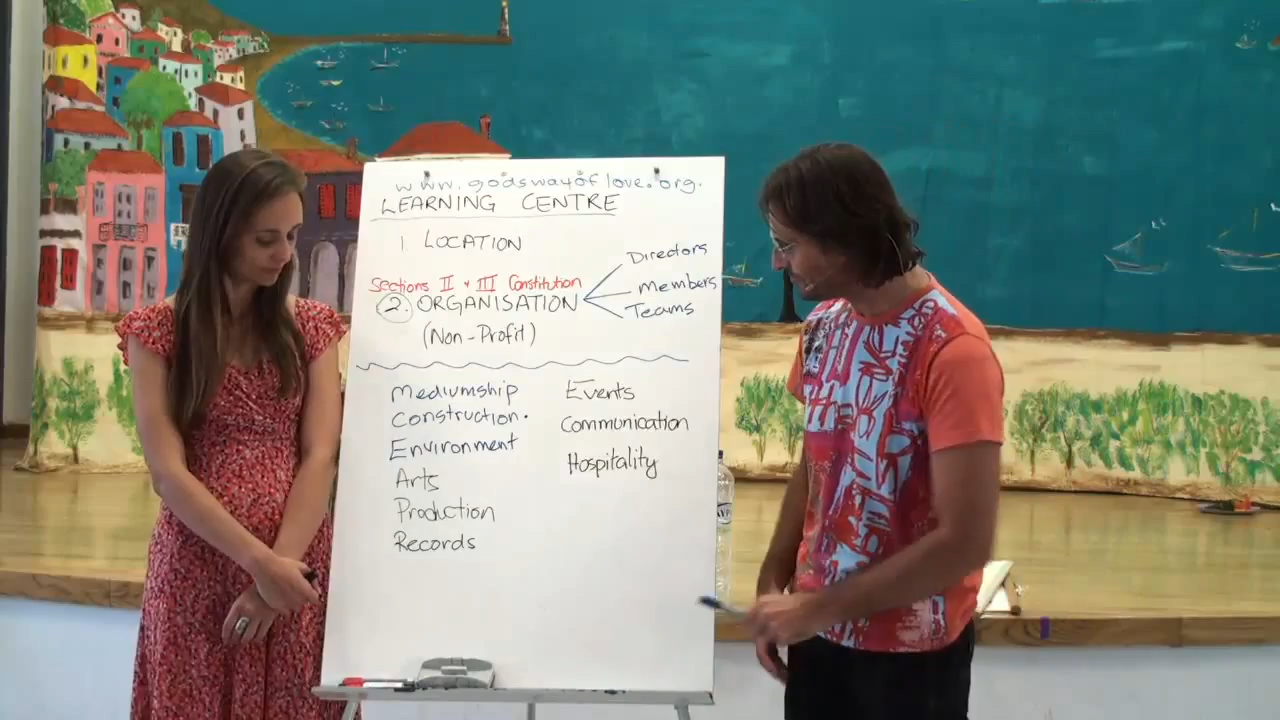 www.godswayoflove.org.
LEARNING CENTRE
1 LOCATION
Sections II + III Constitution
2. ORGANISATION
(Non-Profit)
Directors
Members
Teams
Mediumship
Construction.
Environment
Arts
Production
Records
Events
Communication
Hospitality